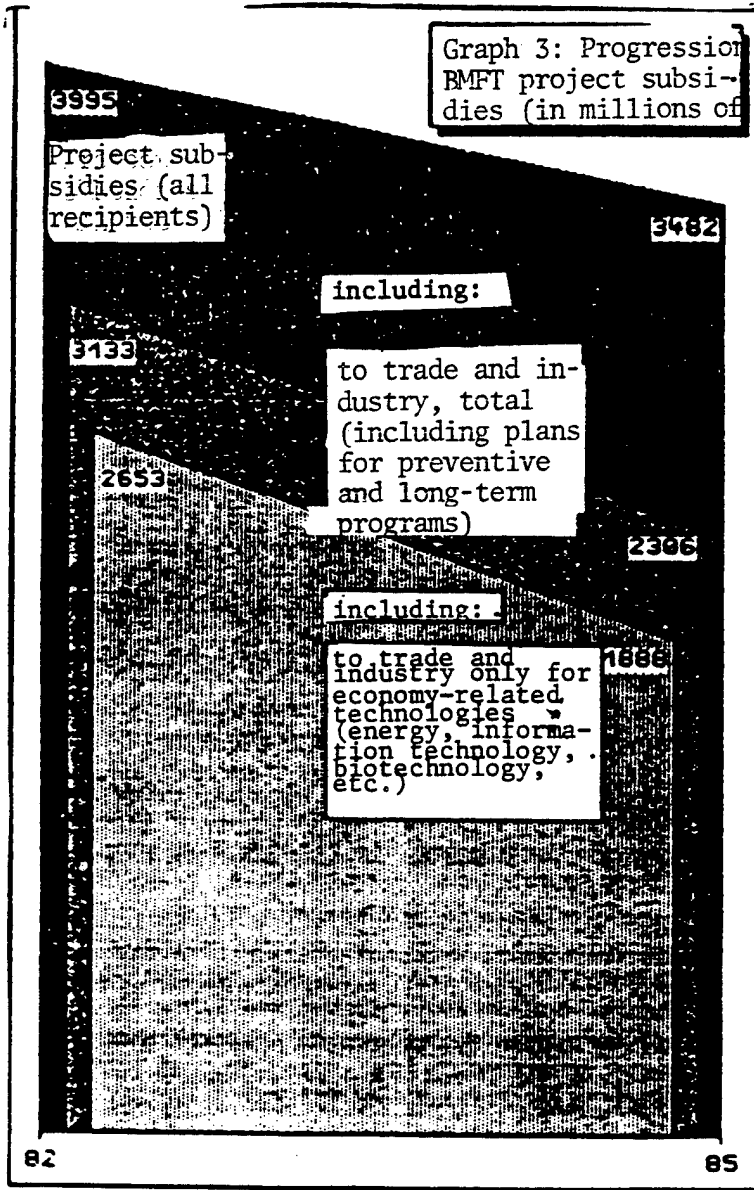 Graph 3: Progression
BMFT project subsi-
dies (in millions of
3995
Project sub-
sidies (all
recipients)
3482
including:
3133
to trade and in-
dustry, total
(including plans
for preventive
and long-term
programs)
2653
2306
including:
to trade and
industry only for
economy-related
technologies
(energy, informa-
tion technology,
biotechnology,
etc.)
1888
82
85